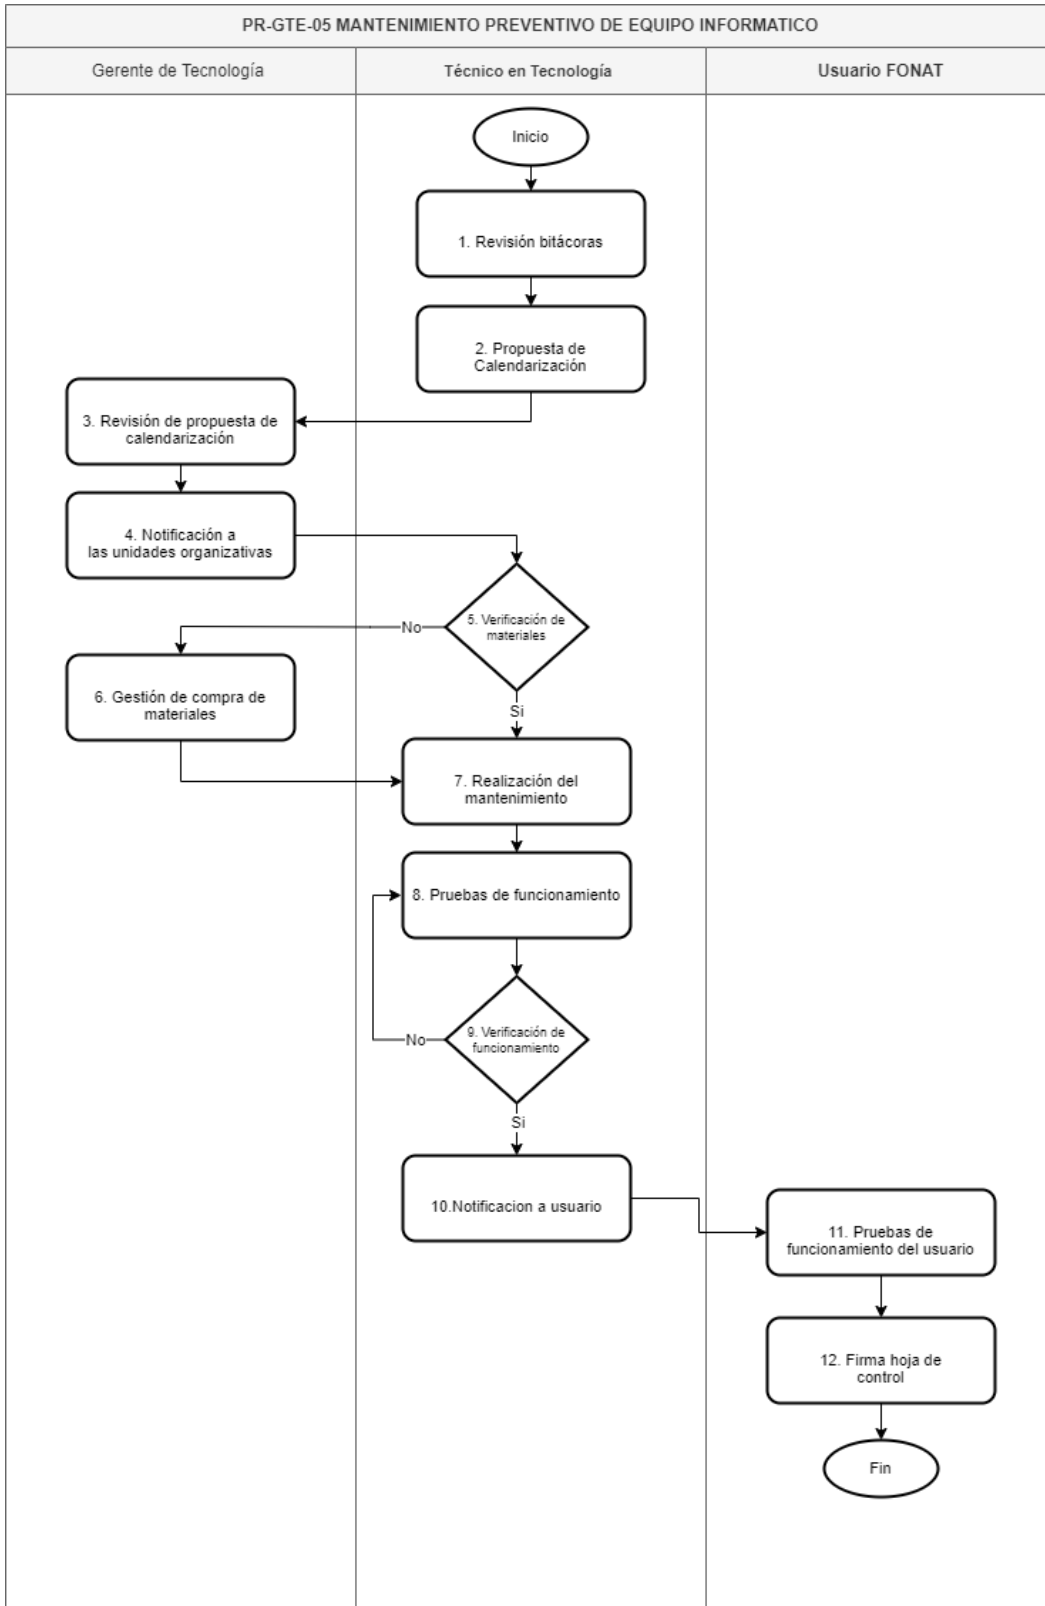 PR-GTE-05 MANTENIMIENTO PREVENTIVO DE EQUIPO INFORMATICO
Gerente de Tecnología
Técnico en Tecnología
Usuario FONAT
Inicio
1. Revisión bitácoras
2. Propuesta de
Calendarización
3. Revisión de propuesta de
calendarización
4. Notificación a
las unidades organizativas
5. Verificación de
materiales
No
Si
6. Gestión de compra de
materiales
7. Realización del
mantenimiento
8. Pruebas de funcionamiento
9. Verificación de
funcionamiento
No
Si
10.Notificacion a usuario
11. Pruebas de
funcionamiento del usuario
12. Firma hoja de
control
Fin